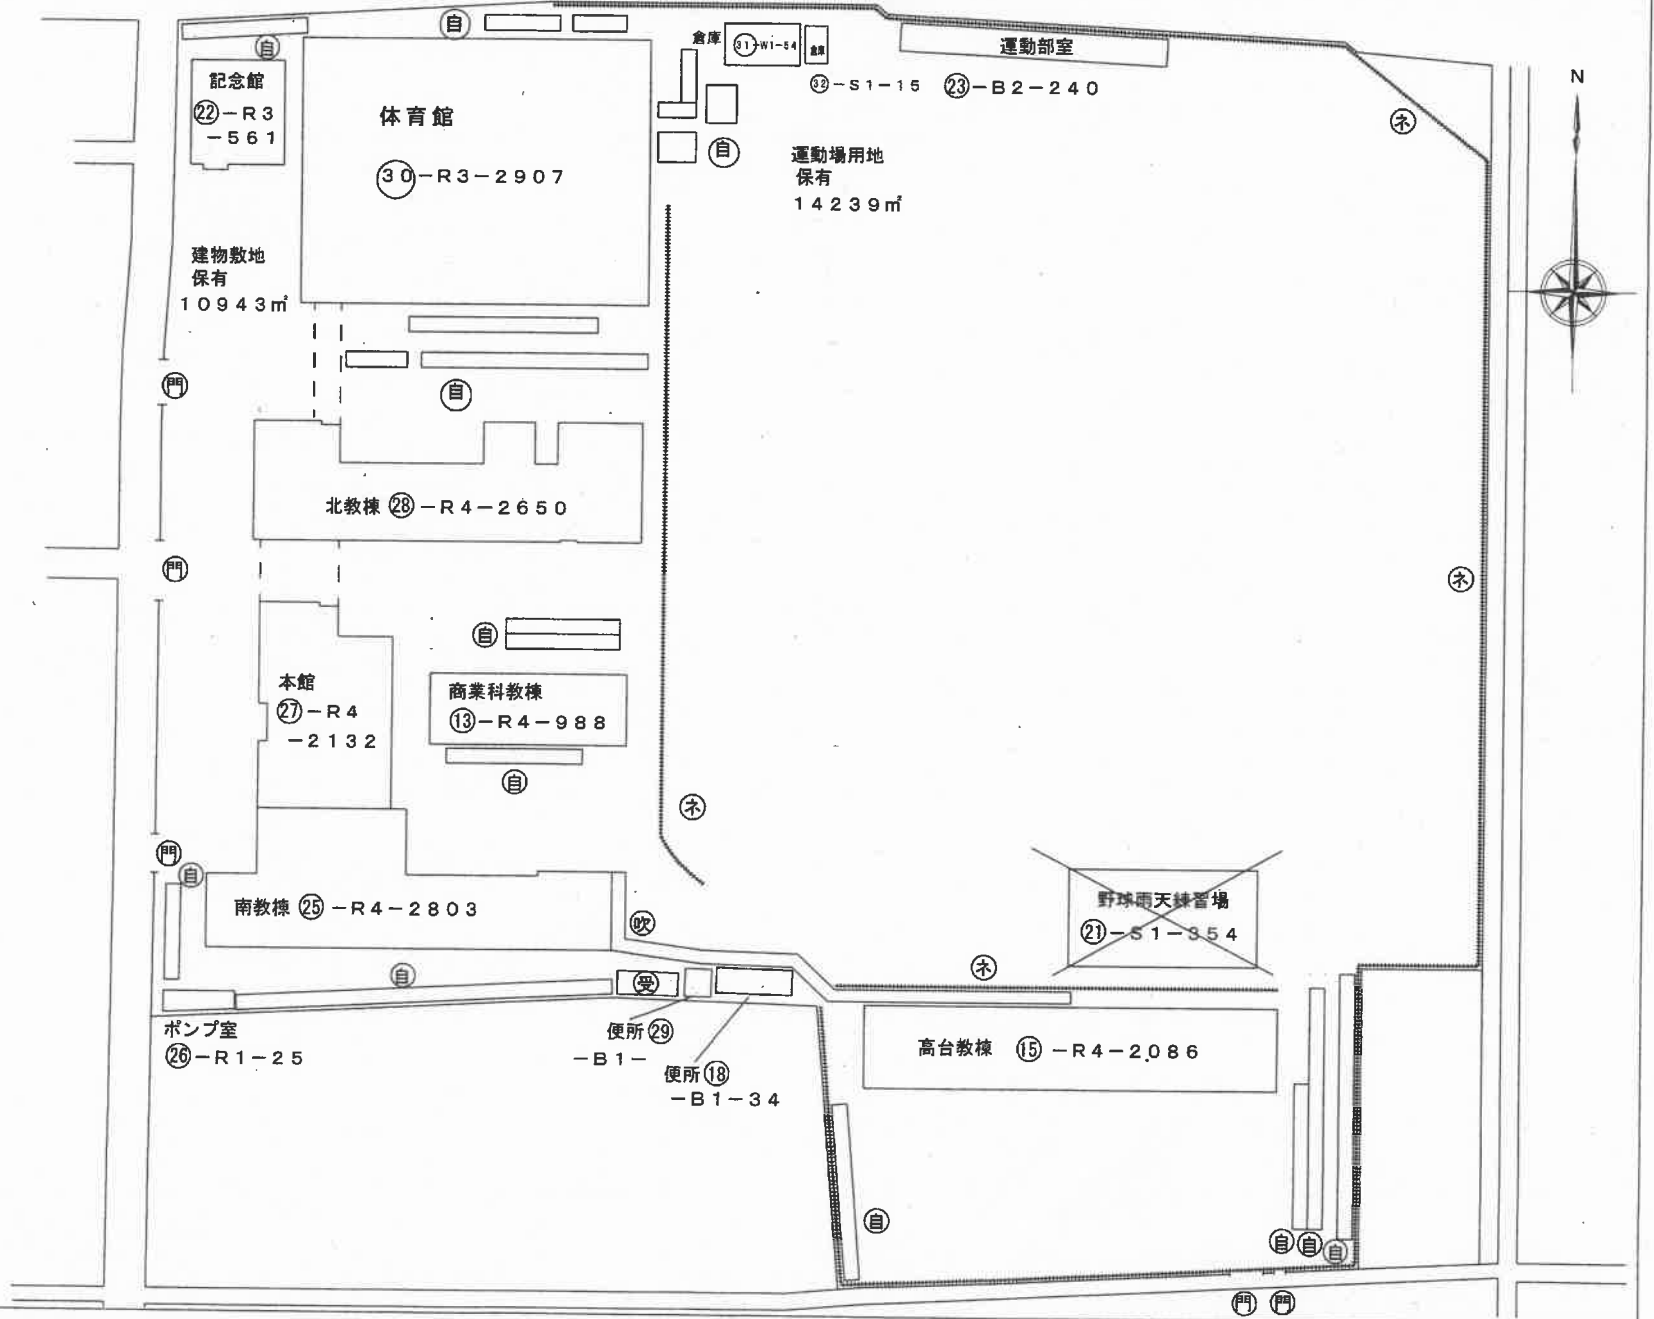 自
自
記念館
㉒－R3
－561
体育館
㉚－R3－2907
倉庫
㉛－W1－54
倉庫
㉜－S1－15
運動部室
㉓－B2－240
ネ
N
自
運動場用地
保有
14239㎡
建物敷地
保有
10943㎡
門
自
北教棟 ㉘－R4－2650
門
ネ
自
本館
㉗－R4
－2132
商業科教棟
⑬－R4－988
自
ネ
門
自
南教棟 ㉕－R4－2803
吹
野球雨天練習場
㉑－S1－354
自
受
ネ
ポンプ室
㉖－R1－25
便所㉙
－B1－
便所⑱
－B1－34
高台教棟 ⑮－R4－2086
自
自
自
自
門
門